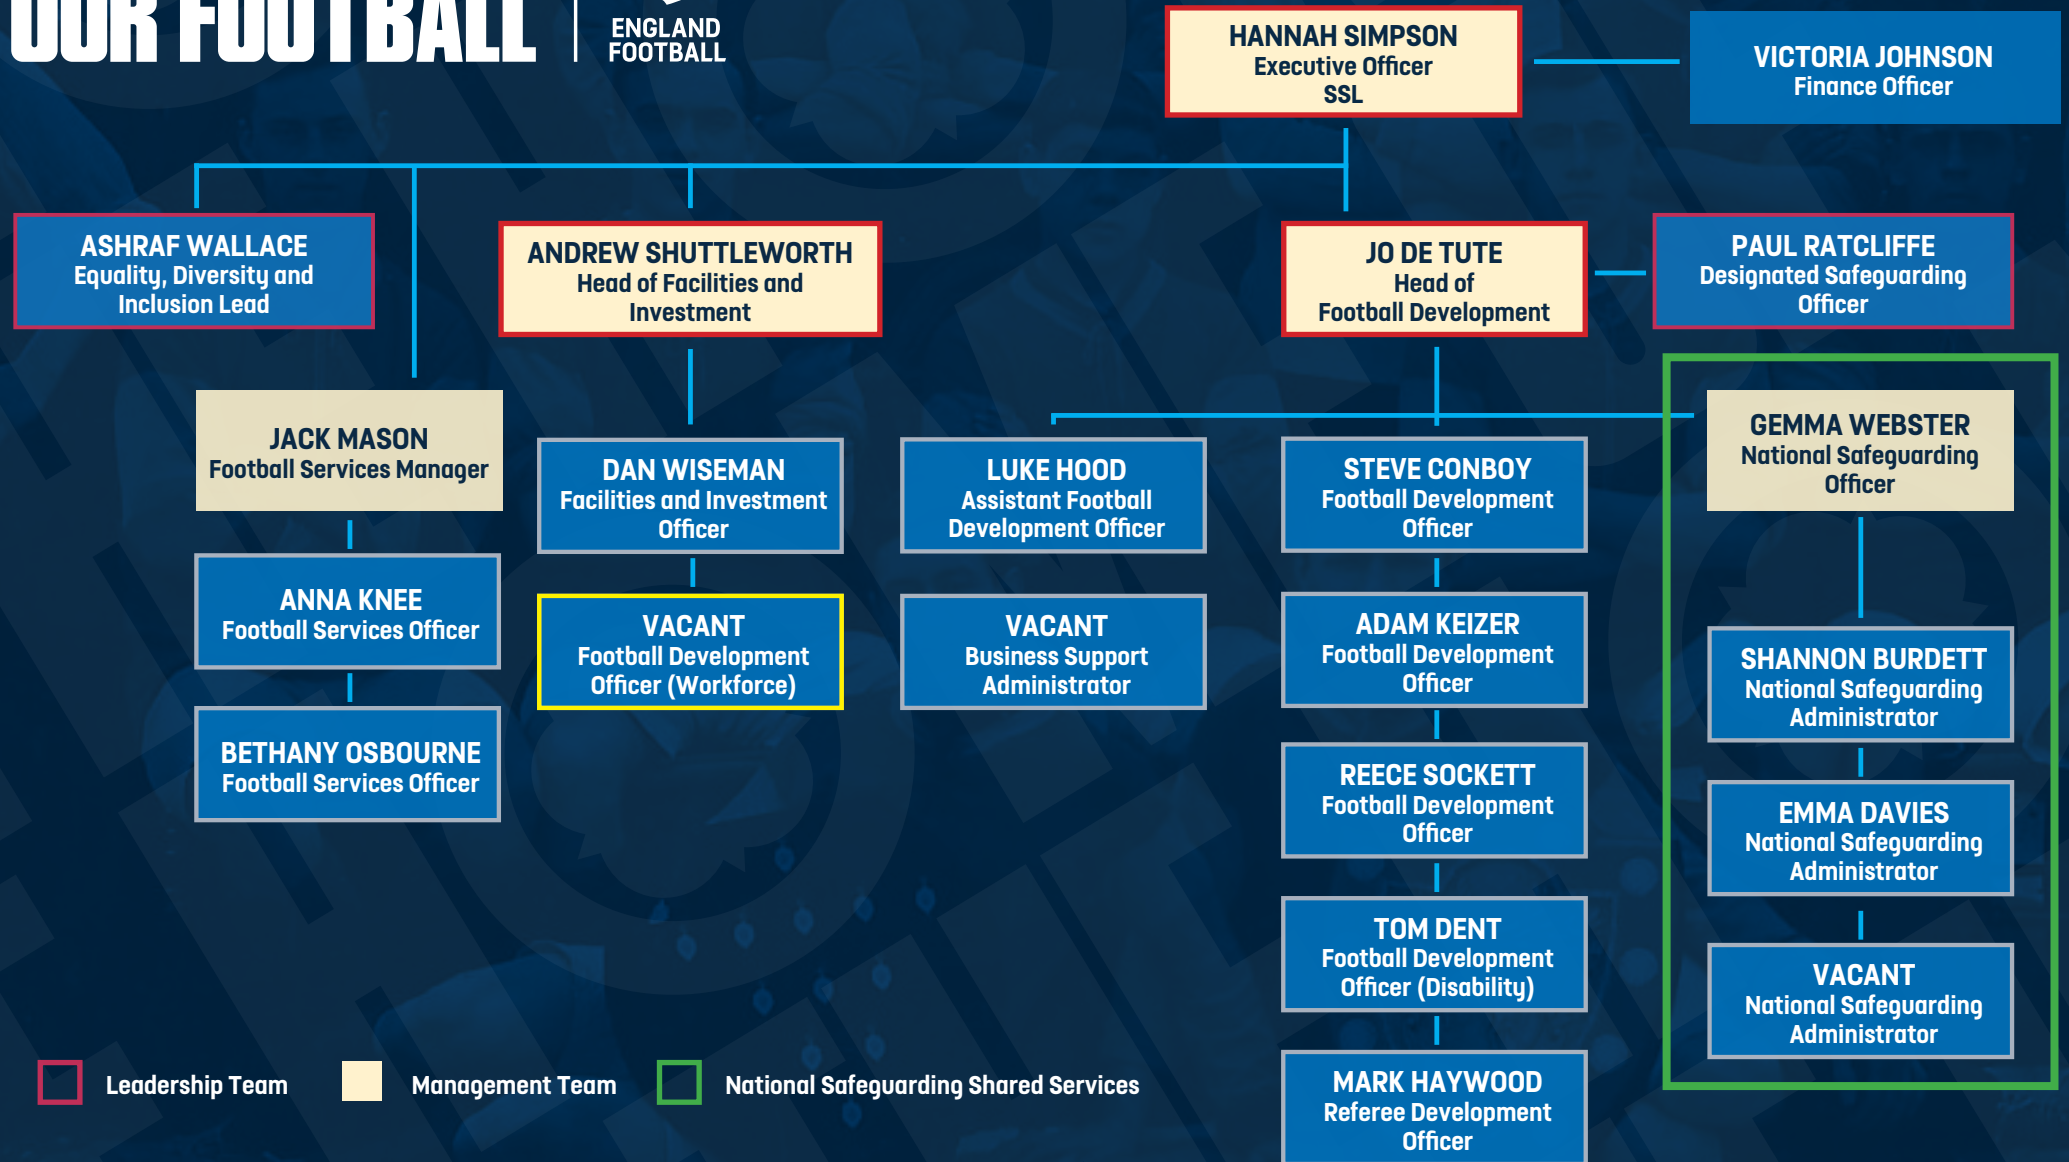 OUR FOOTBALL
ENGLAND
FOOTBALL
HANNAH SIMPSON
Executive Officer
SSL
VICTORIA JOHNSON
Finance Officer
ASHRAF WALLACE
Equality, Diversity and
Inclusion Lead
ANDREW SHUTTLEWORTH
Head of Facilities and
Investment
JO DE TUTE
Head of
Football Development
PAUL RATCLIFFE
Designated Safeguarding
Officer
JACK MASON
Football Services Manager
ANNA KNEE
Football Services Officer
BETHANY OSBOURNE
Football Services Officer
DAN WISEMAN
Facilities and Investment
Officer
VACANT
Football Development
Officer (Workforce)
LUKE HOOD
Assistant Football
Development Officer
VACANT
Business Support
Administrator
STEVE CONBOY
Football Development
Officer
ADAM KEIZER
Football Development
Officer
REECE SOCKETT
Football Development
Officer
TOM DENT
Football Development
Officer (Disability)
MARK HAYWOOD
Referee Development
Officer
GEMMA WEBSTER
National Safeguarding
Officer
SHANNON BURDETT
National Safeguarding
Administrator
EMMA DAVIES
National Safeguarding
Administrator
VACANT
National Safeguarding
Administrator
Leadership Team
Management Team
National Safeguarding Shared Services